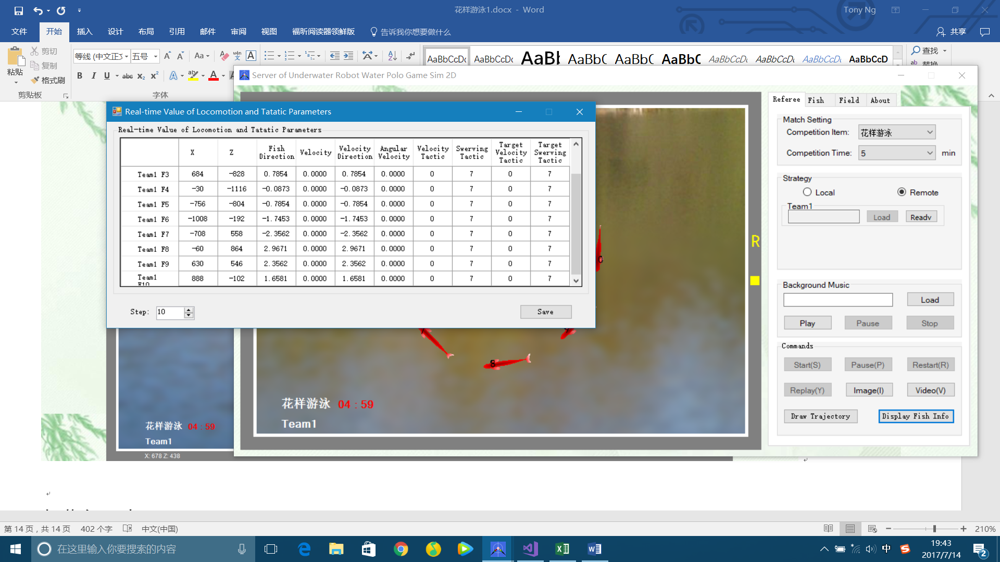 花样游泳1.docx - Word
Tony Ng
文件 开始 插入 设计 布局 引用 邮件 审阅 视图 福昕阅读器领鲜版 告诉我你想要做什么 共享
粘贴 剪切 复制 格式刷
剪贴板
等线 (中文正文 五号
字体
AaBbCcDc AaBbCcDc AaBb AaBbC AaBbC AaBbC AaBbCcDc AaBbCcDc AaBbCcDc AaBbCcD
查找
替换
Server of Underwater Robot Water Polo Game Sim 2D
Real-time Value of Locomotion and Tatatic Parameters
Real-time Value of Locomotion and Tatatic Parameters
X Z Fish Direction Velocity Velocity Direction Angular Velocity Velocity Tactic Swerving Tactic Target Velocity Tactic Target Swerving Tactic
Team1 F3 684 -828 0.7854 0.0000 0.7854 0.0000 0 7 0 7
Team1 F4 -30 -1116 -0.0873 0.0000 -0.0873 0.0000 0 7 0 7
Team1 F5 -756 -804 -0.7854 0.0000 -0.7854 0.0000 0 7 0 7
Team1 F6 -1008 -192 -1.7453 0.0000 -1.7453 0.0000 0 7 0 7
Team1 F7 -708 558 -2.3562 0.0000 -2.3562 0.0000 0 7 0 7
Team1 F8 -60 864 2.9671 0.0000 2.9671 0.0000 0 7 0 7
Team1 F9 630 546 2.3562 0.0000 2.3562 0.0000 0 7 0 7
Team1 F10 888 -102 1.6581 0.0000 1.6581 0.0000 0 7 0 7
Step: 10
Save
R
8
花样游泳 04 : 59
Team1
花样游泳 04 : 59
Team1
X: 678 Z: 438
Referee Fish Field About
Match Setting
Competition Item: 花样游泳
Competition Time: 5 min
Strategy
Local Remote
Team1
Load Ready
Background Music
Load
Play Pause Stop
Commands
Start(S) Pause(P) Restart(R)
Replay(Y) Image(I) Video(V)
Draw Trajectory Display Fish Info
第 14 页，共 14 页 402 个字 中文(中国)
210%
在这里输入你要搜索的内容
中
19:43
2017/7/14
2